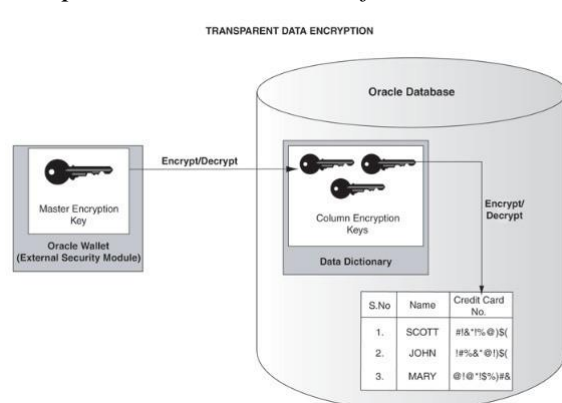 TRANSPARENT DATA ENCRYPTION
Oracle Database
Encrypt/Decrypt
Master Encryption
Key
Oracle Wallet
(External Security Module)
Column Encryption
Keys
Data Dictionary
Encrypt/
Decrypt
S.No Name Credit Card
No.
1. SCOTT #!&*!%@)$(
2. JOHN !#%&*@!)$(
3. MARY @!@*!$%)#&